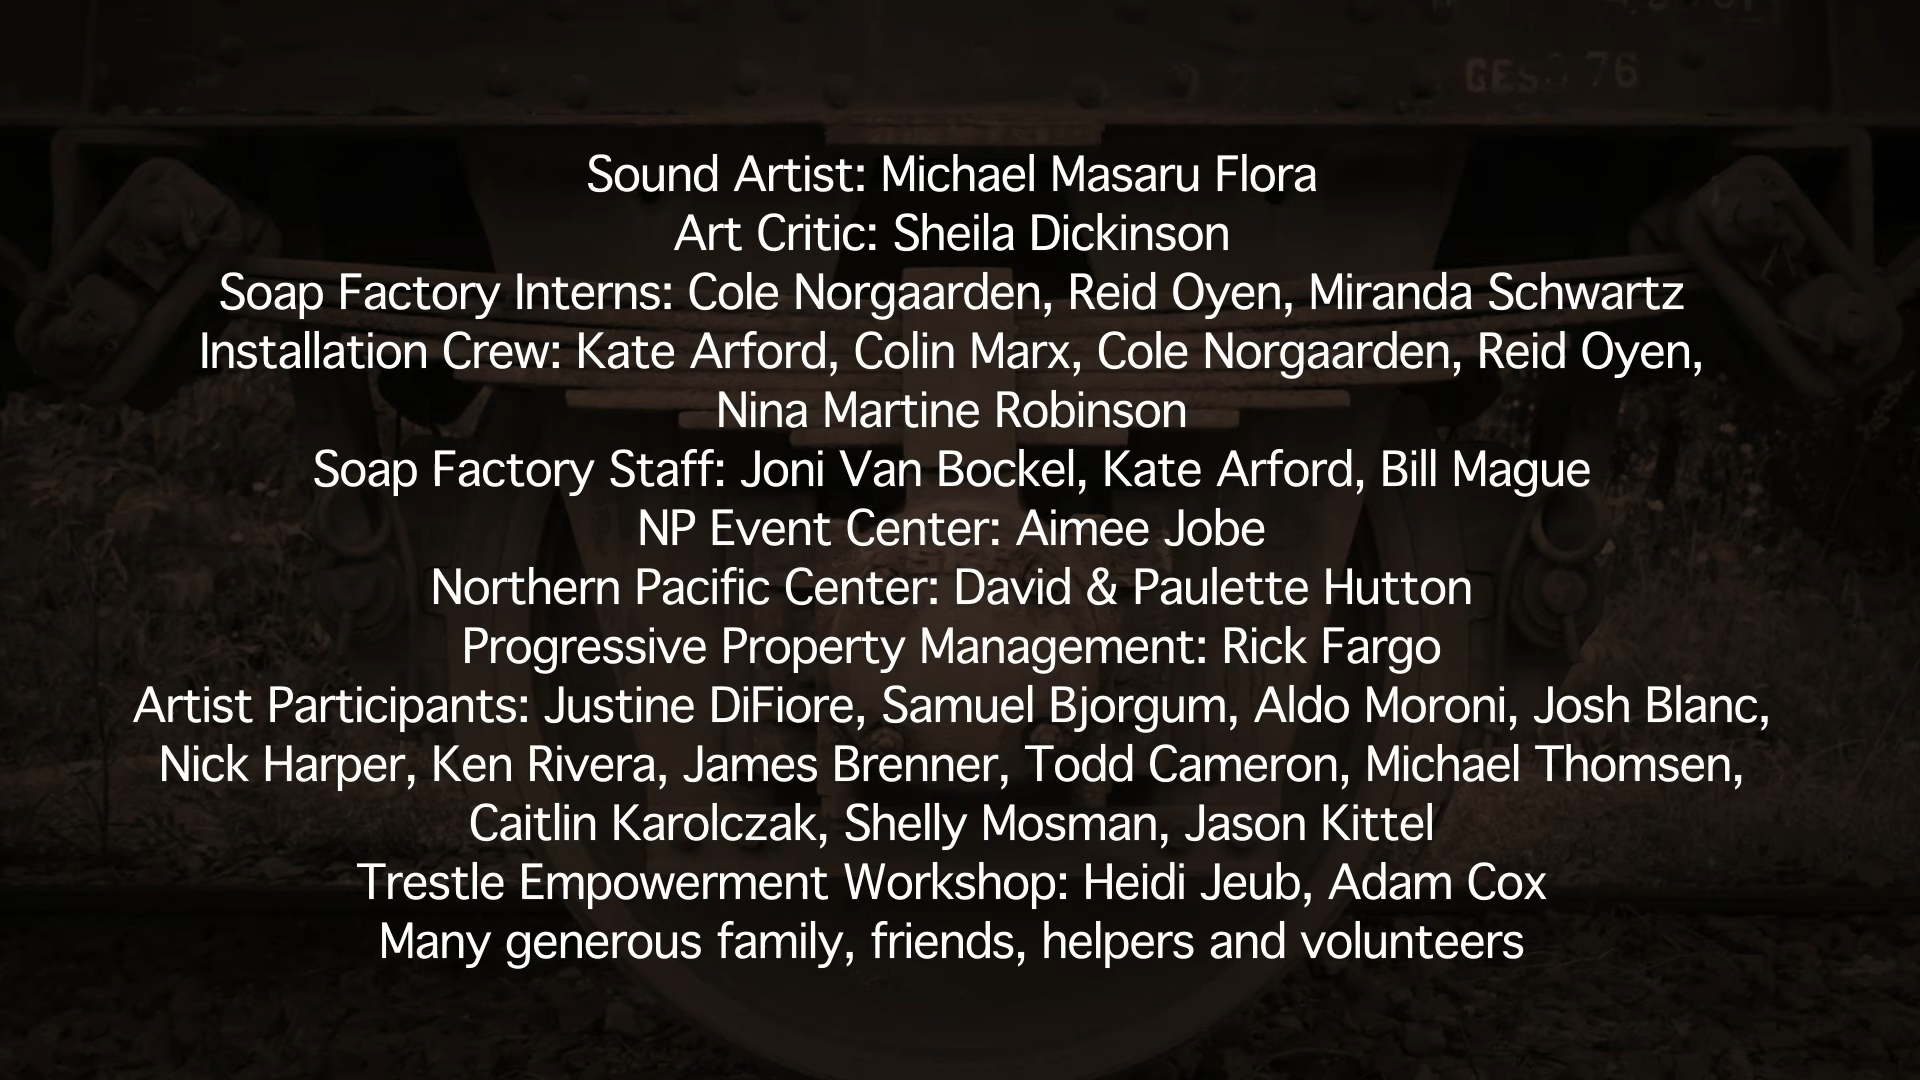 Sound Artist: Michael Masaru Flora
Art Critic: Sheila Dickinson
Soap Factory Interns: Cole Norgaarden, Reid Oyen, Miranda Schwartz
Installation Crew: Kate Arford, Colin Marx, Cole Norgaarden, Reid Oyen,
Nina Martine Robinson
Soap Factory Staff: Joni Van Bockel, Kate Arford, Bill Mague
NP Event Center: Aimee Jobe
Northern Pacific Center: David & Paulette Hutton
Progressive Property Management: Rick Fargo
Artist Participants: Justine DiFiore, Samuel Bjorgum, Aldo Moroni, Josh Blanc,
Nick Harper, Ken Rivera, James Brenner, Todd Cameron, Michael Thomsen,
Caitlin Karolczak, Shelly Mosman, Jason Kittel
Trestle Empowerment Workshop: Heidi Jeub, Adam Cox
Many generous family, friends, helpers and volunteers